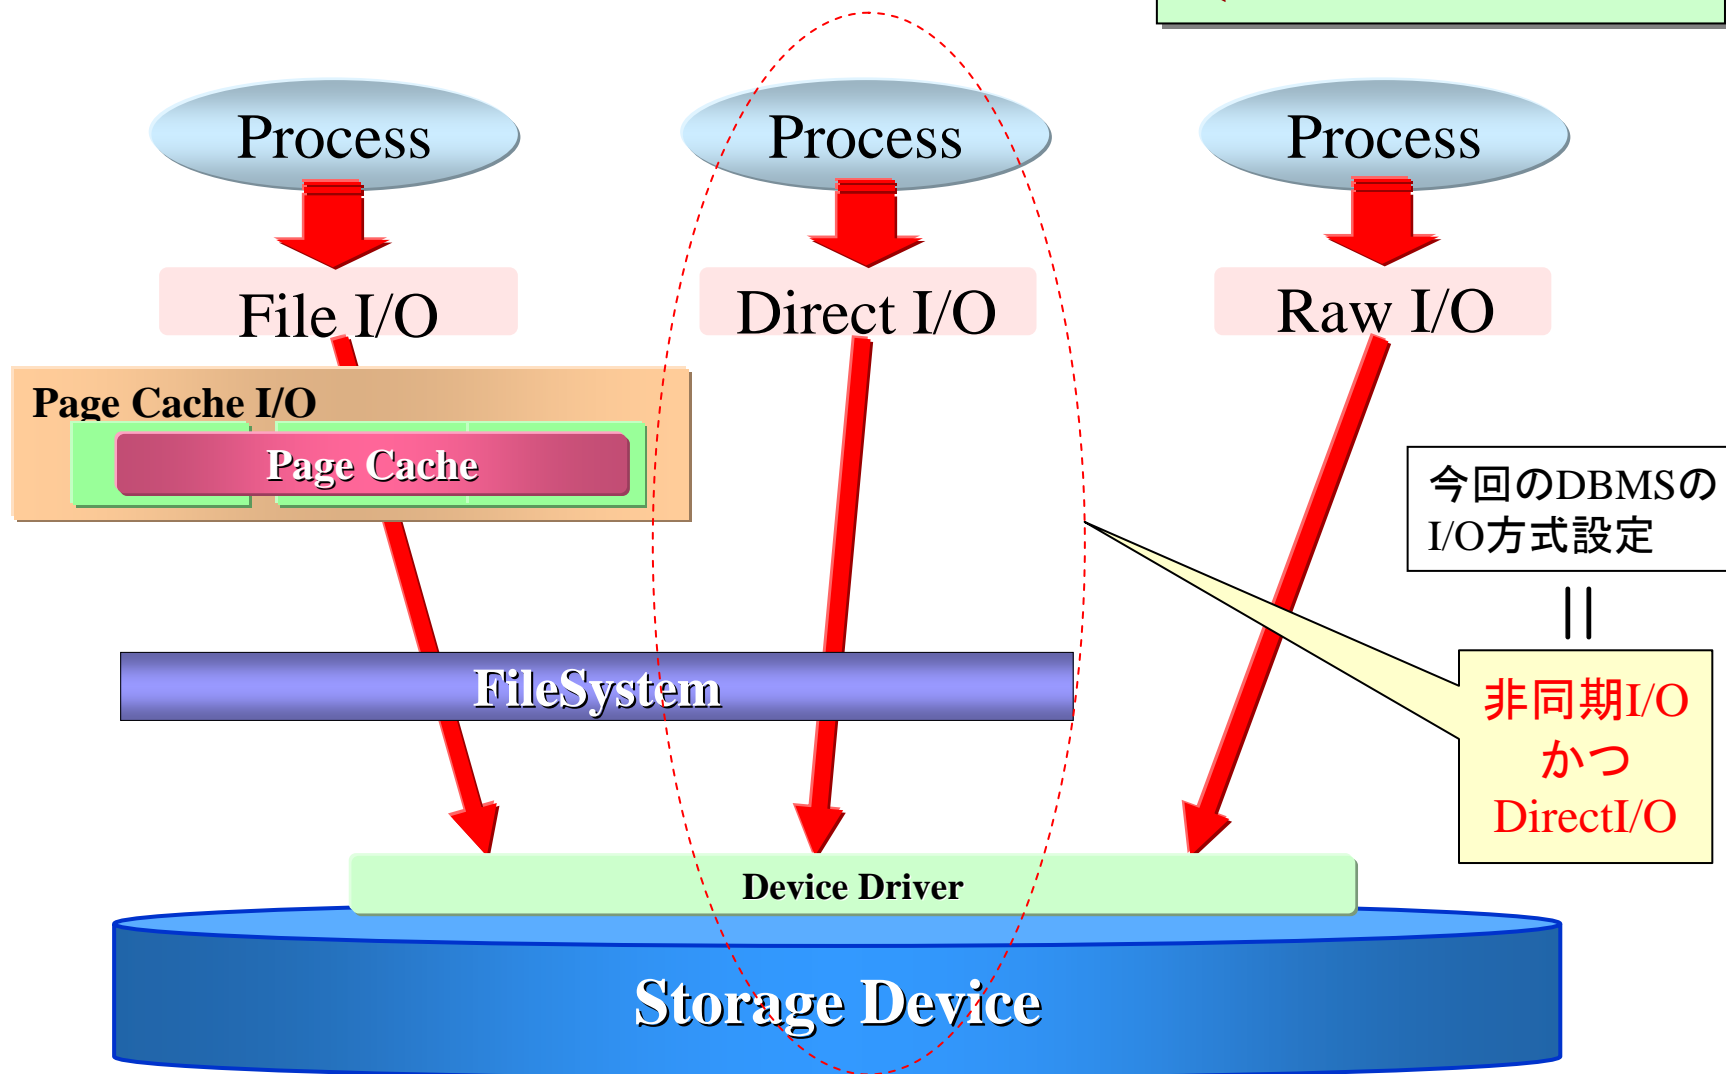 Process
Process
Process
File I/O
Direct I/O
Raw I/O
Page Cache I/O
Page Cache
今回のDBMSの
I/O方式設定
||
FileSystem
非同期I/O
かつ
DirectI/O
Device Driver
Storage Device